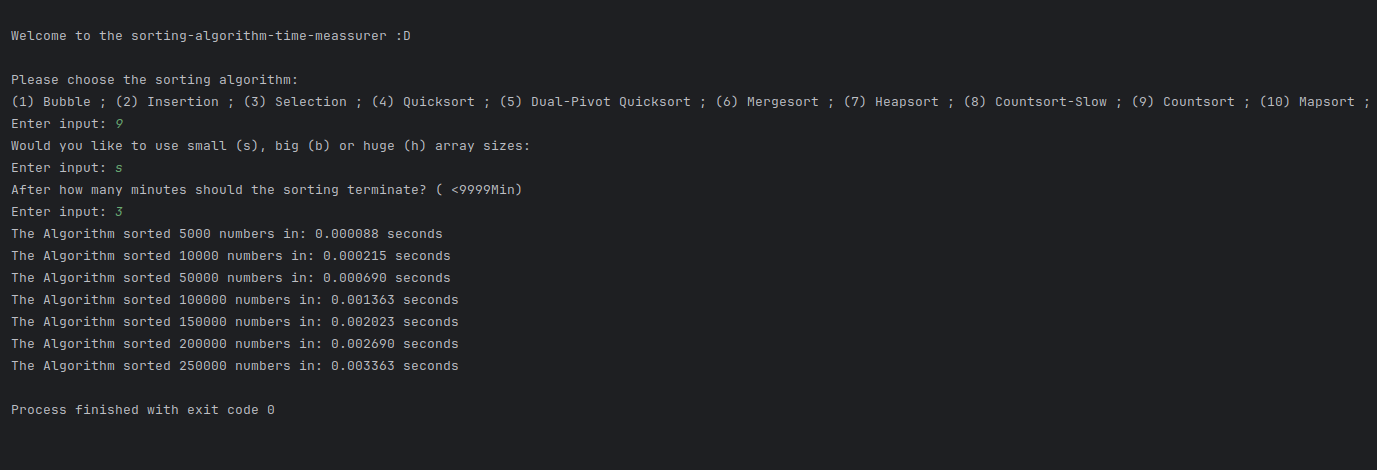 Welcome to the sorting-algorithm-time-meassurer :D
Please choose the sorting algorithm:
(1) Bubble ; (2) Insertion ; (3) Selection ; (4) Quicksort ; (5) Dual-Pivot Quicksort ; (6) Mergesort ; (7) Heapsort ; (8) Countsort-Slow ; (9) Countsort ; (10) Mapsort ;
Enter input: 9
Would you like to use small (s), big (b) or huge (h) array sizes:
Enter input: s
After how many minutes should the sorting terminate? ( <9999Min)
Enter input: 3
The Algorithm sorted 5000 numbers in: 0.000088 seconds
The Algorithm sorted 10000 numbers in: 0.000215 seconds
The Algorithm sorted 50000 numbers in: 0.000690 seconds
The Algorithm sorted 100000 numbers in: 0.001363 seconds
The Algorithm sorted 150000 numbers in: 0.002023 seconds
The Algorithm sorted 200000 numbers in: 0.002690 seconds
The Algorithm sorted 250000 numbers in: 0.003363 seconds
Process finished with exit code 0